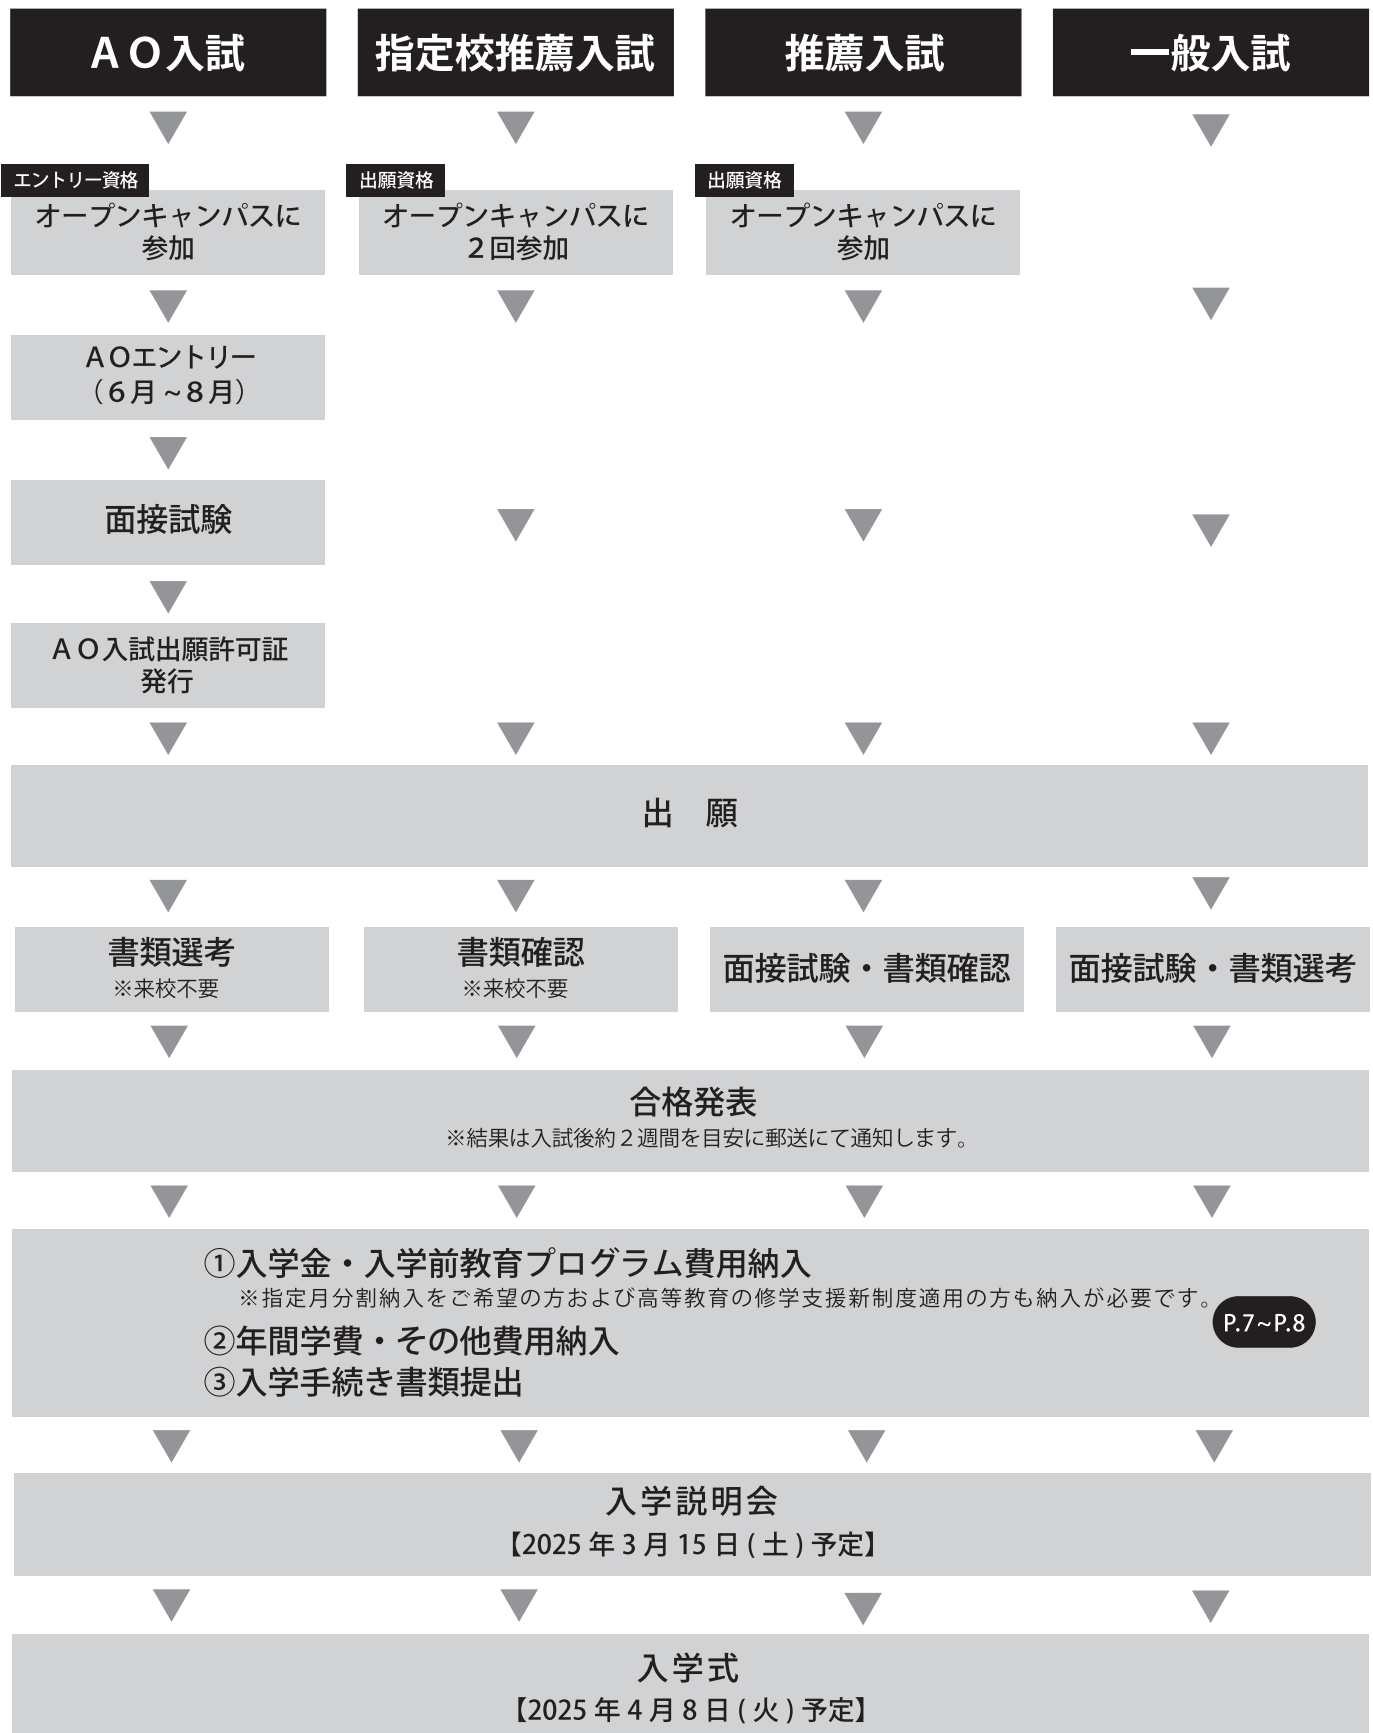 ＡＯ入試
指定校推薦入試
推薦入試
一般入試
エントリー資格
オープンキャンパスに
参加
出願資格
オープンキャンパスに
２回参加
出願資格
オープンキャンパスに
参加
ＡＯエントリー
（６月~８月）
面接試験
ＡＯ入試出願許可証
発行
出　願
書類選考
※来校不要
書類確認
※来校不要
面接試験・書類確認
面接試験・書類選考
合格発表
※結果は入試後約２週間を目安に郵送にて通知します。
①入学金・入学前教育プログラム費用納入
※指定月分割納入をご希望の方および高等教育の修学支援新制度適用の方も納入が必要です。
P.7~P.8
②年間学費・その他費用納入
③入学手続き書類提出
入学説明会
【2025 年 3 月 15 日 ( 土 ) 予定】
入学式
【2025 年 4 月 8 日 ( 火 ) 予定】